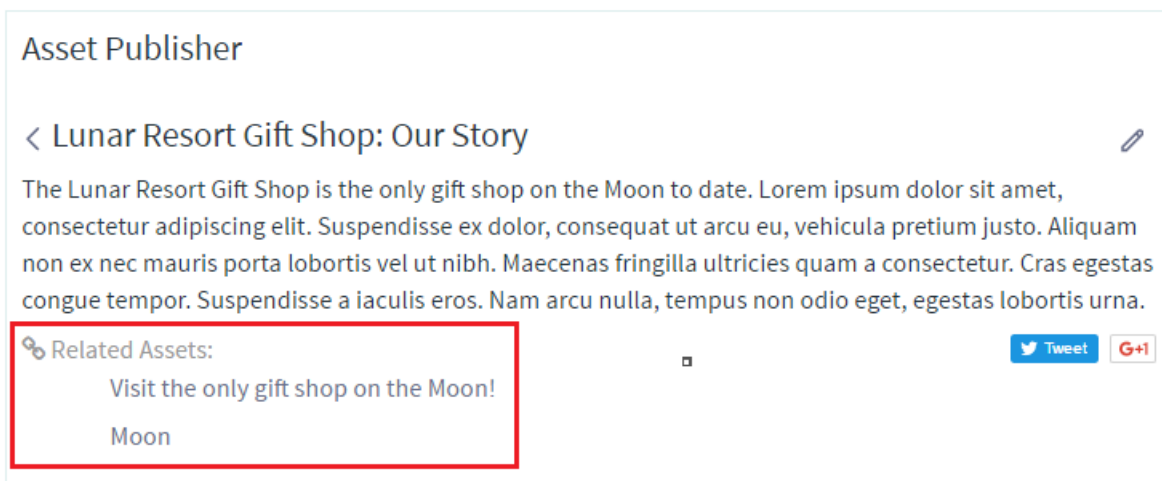 Asset Publisher
Lunar Resort Gift Shop: Our Story
The Lunar Resort Gift Shop is the only gift shop on the Moon to date. Lorem ipsum dolor sit amet,
consectetur adipiscing elit. Suspendisse ex dolor, consequat ut arcu eu, vehicula pretium justo. Aliquam
non ex nec mauris porta lobortis vel ut nibh. Maecenas fringilla ultricies quam a consectetur. Cras egestas
congue tempor. Suspendisse a iaculis eros. Nam arcu nulla, tempus non odio eget, egestas lobortis urna.
Related Assets: Tweet G+1
Visit the only gift shop on the Moon!
Moon